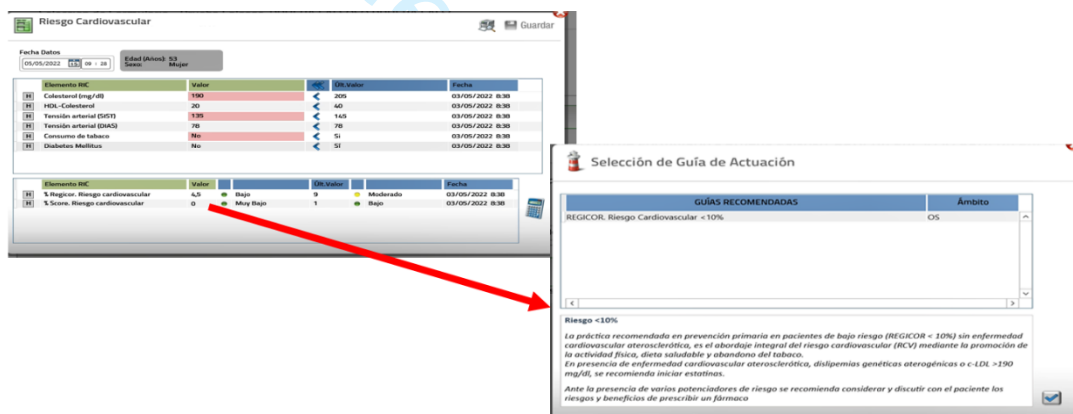 Riesgo Cardiovascular
Guardar
Fecha Datos
05/05/2022 15 09 : 28 Edad (Años): 53
Sexo: Mujer
Elemento RIC Valor Últ.Valor Fecha
H Colesterol (mg/dl) 190 205 03/05/2022 8:38
H HDL-Colesterol 20 40 03/05/2022 8:38
H Tensión arterial (SIST) 135 145 03/05/2022 8:38
H Tensión arterial (DIAS) 78 78 03/05/2022 8:38
H Consumo de tabaco No Si 03/05/2022 8:38
H Diabetes Mellitus No SÍ 03/05/2022 8:38
Elemento RIC Valor Últ.Valor Fecha
H % Regicor. Riesgo cardiovascular 4,5 Bajo 9 Moderado 03/05/2022 8:38
H % Score. Riesgo cardiovascular 0 Muy Bajo 1 Bajo 03/05/2022 8:38
Selección de Guía de Actuación
GUÍAS RECOMENDADAS Ámbito
REGICOR. Riesgo Cardiovascular <10% OS
Riesgo <10%
La práctica recomendada en prevención primaria en pacientes de bajo riesgo (REGICOR < 10%) sin enfermedad
cardiovascular aterosclerótica, es el abordaje integral del riesgo cardiovascular (RCV) mediante la promoción de
la actividad física, dieta saludable y abandono del tabaco.
En presencia de enfermedad cardiovascular aterosclerótica, dislipemias genéticas aterogénicas o c-LDL >190
mg/dl, se recomienda iniciar estatinas.
Ante la presencia de varios potenciadores de riesgo se recomienda considerar y discutir con el paciente los
riesgos y beneficios de prescribir un fármaco